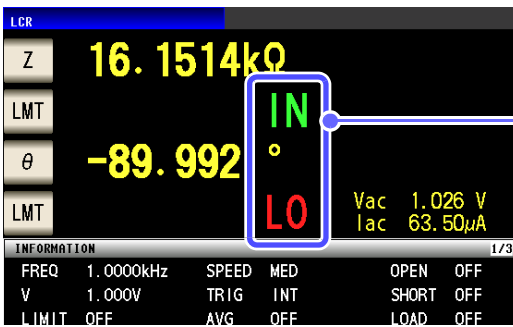 LCR
Z 16.1514kΩ
LMT IN
θ -89.992 °
LMT LO
Vac 1.026 V
Iac 63.50μA
INFORMATION 1/3
FREQ 1.0000kHz SPEED MED OPEN OFF
V 1.000V TRIG INT SHORT OFF
LIMIT OFF AVG OFF LOAD OFF